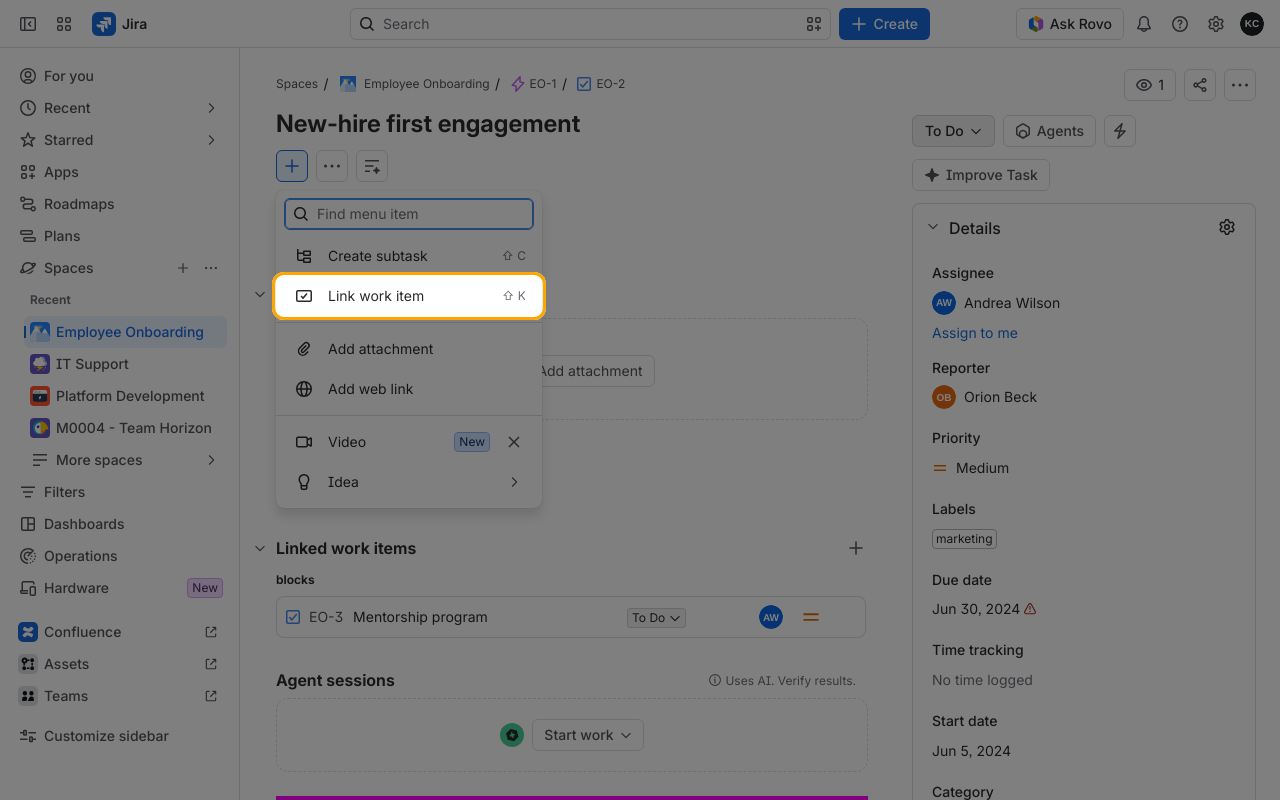 Jira
Search
Create
Ask Rovo
KC
For you
Recent
Starred
Apps
Roadmaps
Plans
Spaces
Recent
Employee Onboarding
IT Support
Platform Development
M0004 - Team Horizon
More spaces
Filters
Dashboards
Operations
Hardware New
Confluence
Assets
Teams
Customize sidebar
Spaces / Employee Onboarding / EO-1 / EO-2
New-hire first engagement
Find menu item
Create subtask ⇧ C
Link work item ⇧ K
Add attachment
Add web link
Video New
Idea
Add attachment
Linked work items
blocks
EO-3 Mentorship program To Do AW
Agent sessions Uses AI. Verify results.
Start work
1
To Do Agents
Improve Task
Details
Assignee
AW Andrea Wilson
Assign to me
Reporter
OB Orion Beck
Priority
Medium
Labels
marketing
Due date
Jun 30, 2024
Time tracking
No time logged
Start date
Jun 5, 2024
Category